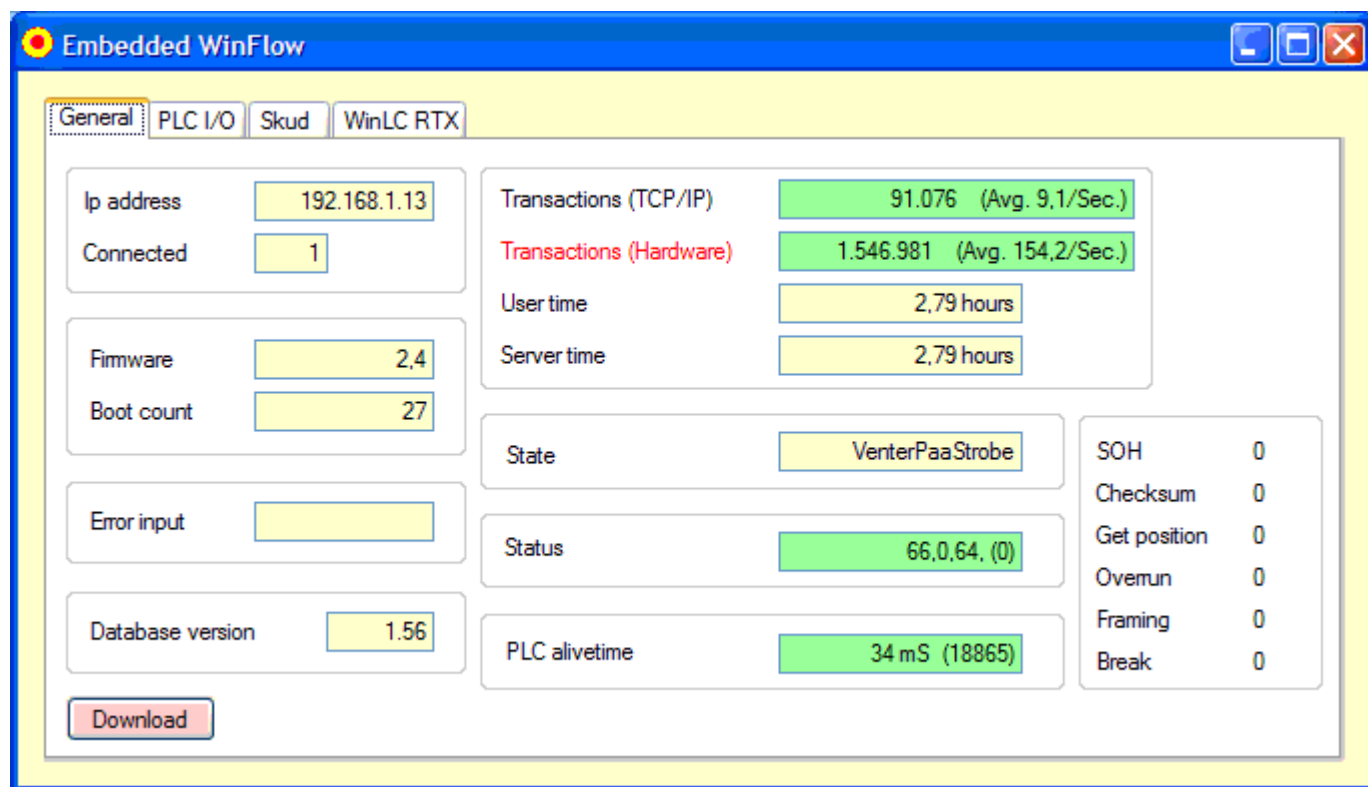 Embedded WinFlow
General PLC I/O Skud WinLC RTX
Ip address 192.168.1.13
Connected 1
Firmware 2,4
Boot count 27
Error input
Database version 1.56
Download
Transactions (TCP/IP) 91.076 (Avg. 9,1/Sec.)
Transactions (Hardware) 1.546.981 (Avg. 154,2/Sec.)
User time 2,79 hours
Server time 2,79 hours
State VenterPaaStrobe
Status 66,0,64, (0)
PLC alivetime 34 mS (18865)
SOH 0
Checksum 0
Get position 0
Overrun 0
Framing 0
Break 0